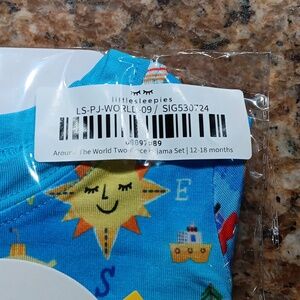 littlesleepies
LS-PJ-WORLD-09 / SIG530724
Around The World Two Piece Pajama Set | 12-18 months
E
S